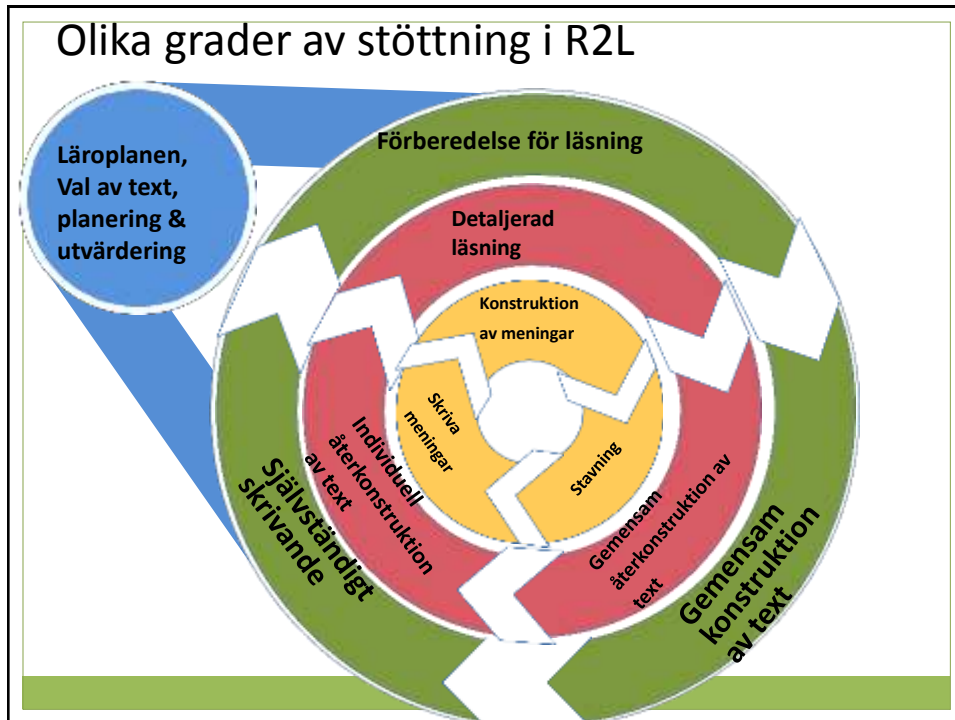 Olika grader av stöttning i R2L
Läroplanen,
Val av text,
planering &
utvärdering
Förberedelse för läsning
Detaljerad
läsning
Konstruktion
av meningar
Skriva
meningar
Stavning
Individuell
återkonstruktion
av text
Gemensam
återkonstruktion av
text
Självständigt
skrivande
Gemensam
konstruktion
av text